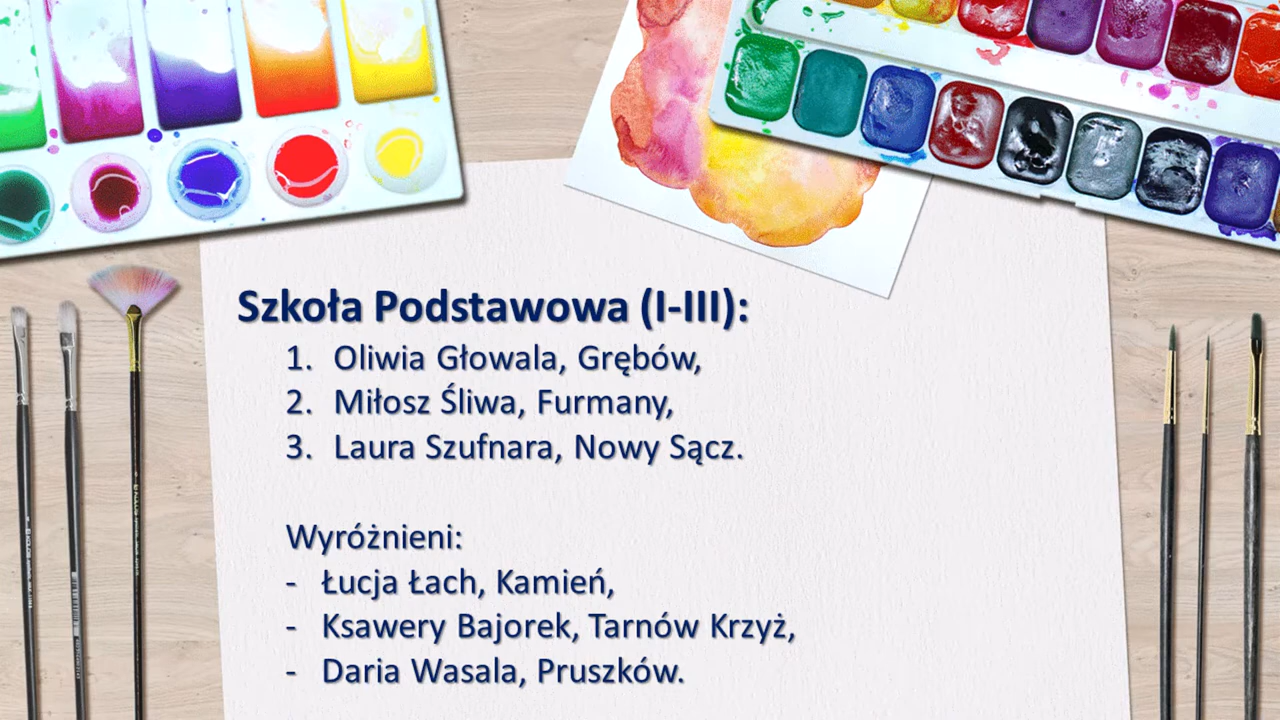 Szkoła Podstawowa (I-III):
1. Oliwia Głowala, Grębów,
2. Miłosz Śliwa, Furmany,
3. Laura Szufnara, Nowy Sącz.
Wyróżnieni:
- Łucja Łach, Kamień,
- Ksawery Bajorek, Tarnów Krzyż,
- Daria Wasala, Pruszków.